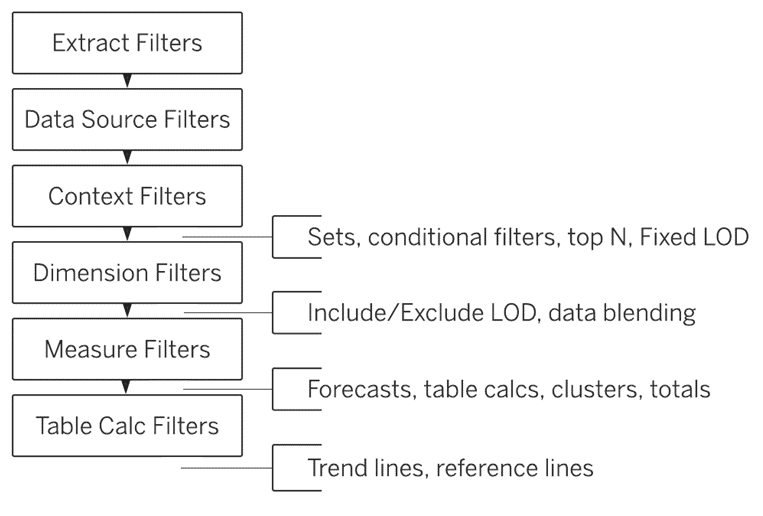 Extract Filters
Data Source Filters
Context Filters
Sets, conditional filters, top N, Fixed LOD
Dimension Filters
Include/Exclude LOD, data blending
Measure Filters
Forecasts, table calcs, clusters, totals
Table Calc Filters
Trend lines, reference lines